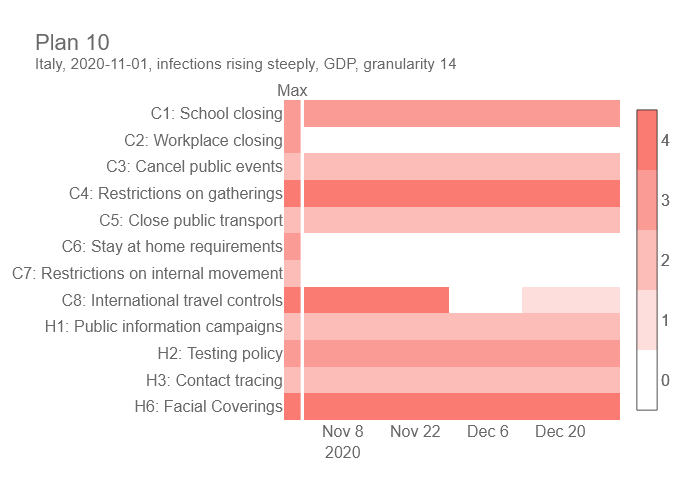 Plan 10
Italy, 2020-11-01, infections rising steeply, GDP, granularity 14
Max
C1: School closing
C2: Workplace closing
C3: Cancel public events
C4: Restrictions on gatherings
C5: Close public transport
C6: Stay at home requirements
C7: Restrictions on internal movement
C8: International travel controls
H1: Public information campaigns
H2: Testing policy
H3: Contact tracing
H6: Facial Coverings
Nov 8 Nov 22 Dec 6 Dec 20
2020
4
3
2
1
0